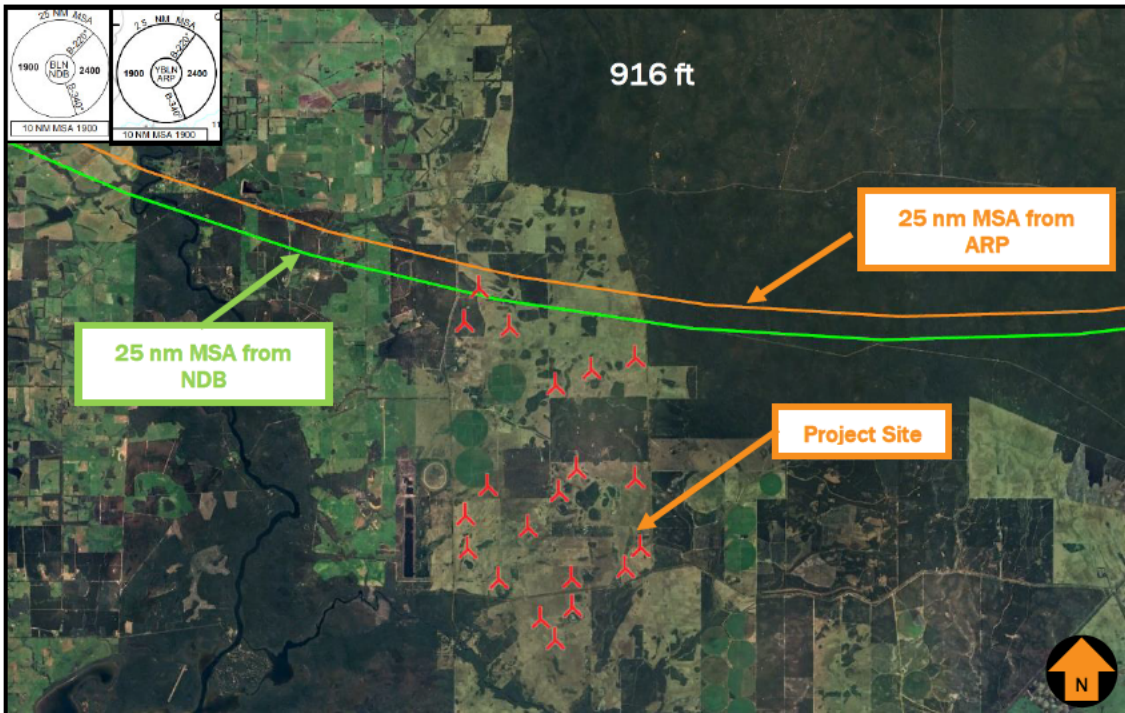 25 NM MSA
B-220°
1900
BLN
NDB
2400
B-340°
10 NM MSA 1900
25 NM MSA
B-220°
1900
YBLN
ARP
2400
B-340°
10 NM MSA 1900
11
916 ft
25 nm MSA from
ARP
25 nm MSA from
NDB
Project Site
N